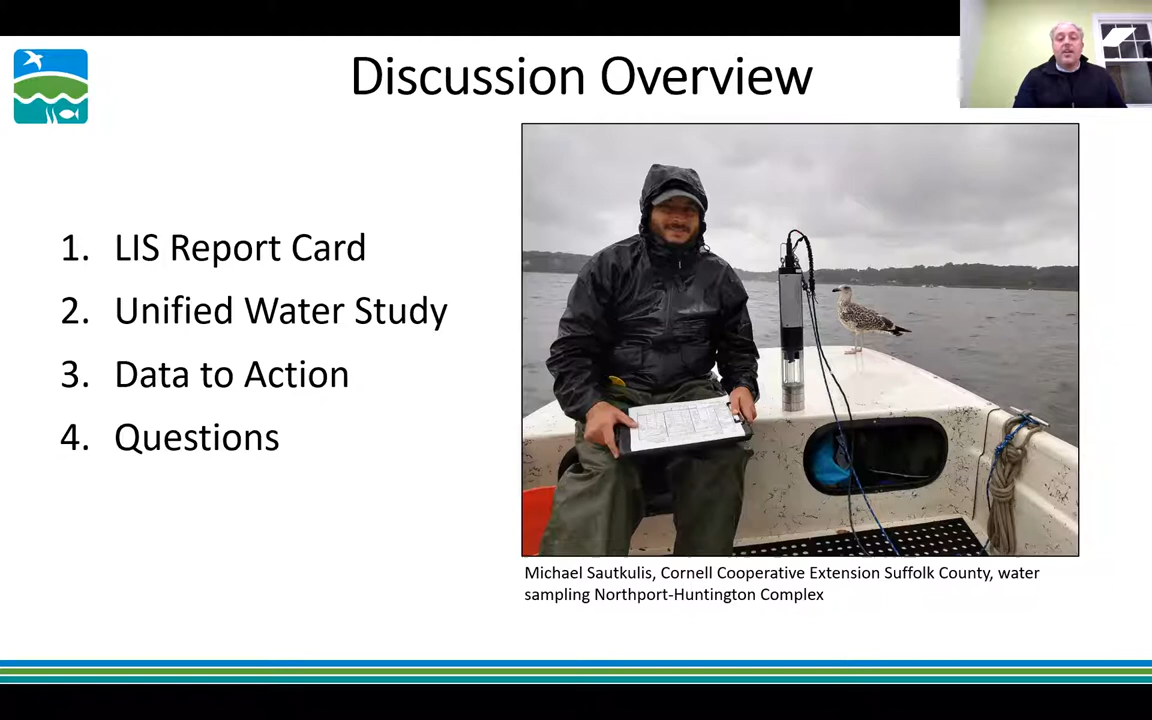 Discussion Overview
1. LIS Report Card
2. Unified Water Study
3. Data to Action
4. Questions
Michael Sautkulis, Cornell Cooperative Extension Suffolk County, water
sampling Northport-Huntington Complex